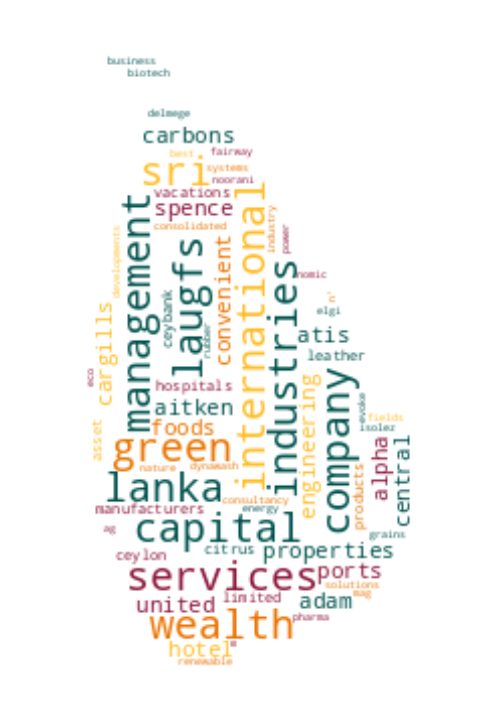 business
biotech
delmege
carbons
best
fairway
sri
systems
noorani
vacations
management
international
spence
consolidated
industry
power
developments
laugfs
convenient
industries
nomic
ceybank
rubber
n'
elgi
cargills
atis
leather
eco
hospitals
engineering
company
evoke
aitken
asset
foods
fields
isolez
green
alpha
central
nature
dynawash
products
lanka
consultancy
manufacturers
energy
capital
ag
grains
citrus
properties
ceylon
services
ports
solutions
mag
united
limited
adam
wealth
pharma
hotel
renewable